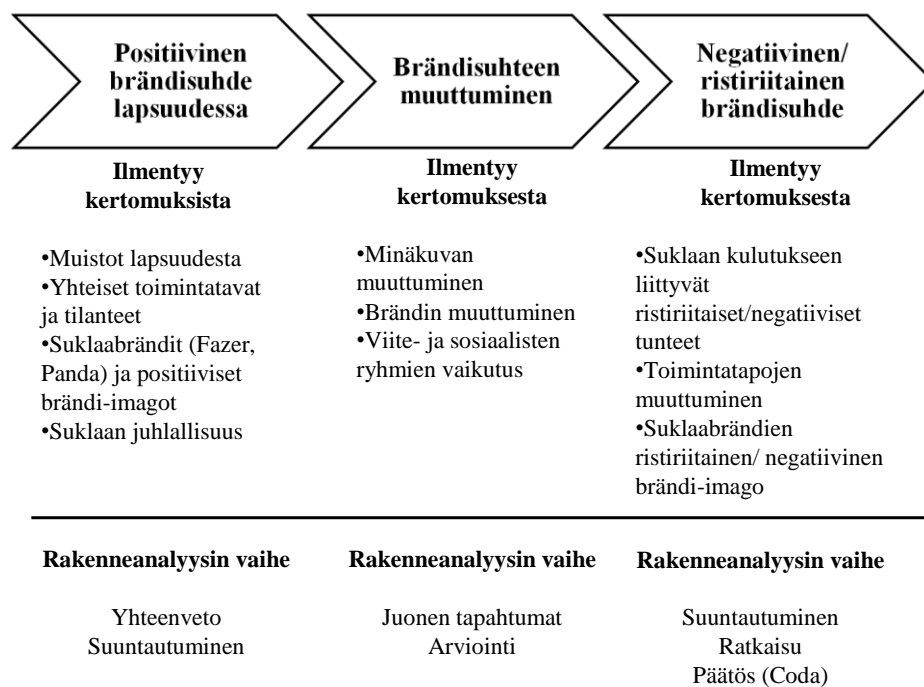 Positiivinen
brändisuhde
lapsuudessa
Ilmentyy
kertomuksista
•Muistot lapsuudesta
•Yhteiset toimintatavat
ja tilanteet
•Suklaabrändit (Fazer,
Panda) ja positiiviset
brändi-imagot
•Suklaan juhlallisuus
Rakenneanalyysin vaihe
Yhteenveto
Suuntautuminen
Brändisuhteen
muuttuminen
Ilmentyy
kertomuksesta
•Minäkuvan
muuttuminen
•Brändin muuttuminen
•Viite- ja sosiaalisten
ryhmien vaikutus
Rakenneanalyysin vaihe
Juonen tapahtumat
Arviointi
Negatiivinen/
ristiriitainen
brändisuhde
Ilmentyy
kertomuksesta
•Suklaan kulutukseen
liittyvät
ristiriitaiset/negatiiviset
tunteet
•Toimintatapojen
muuttuminen
•Suklaabrändien
ristiriitainen/ negatiivinen
brändi-imago
Rakenneanalyysin vaihe
Suuntautuminen
Ratkaisu
Päätös (Coda)